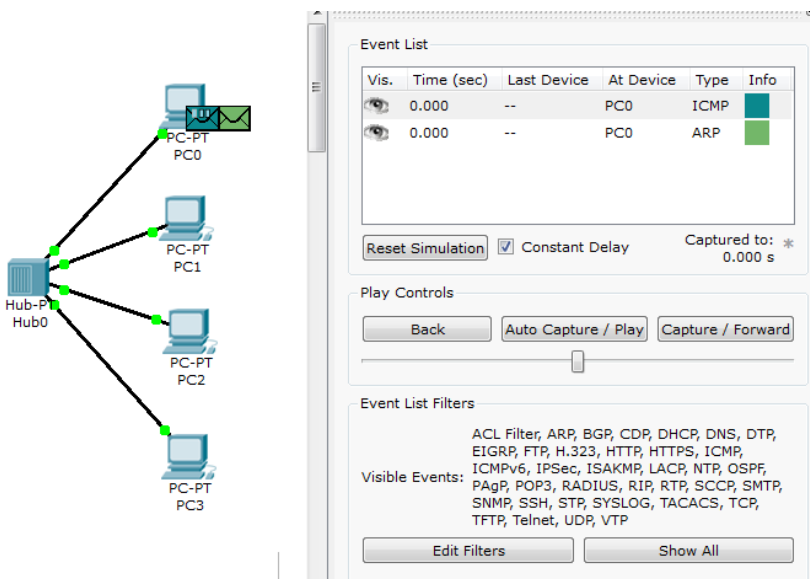 PC-PT
PC0
PC-PT
PC1
Hub-PT
Hub0
PC-PT
PC2
PC-PT
PC3
Event List
Vis. Time (sec) Last Device At Device Type Info
0.000 -- PC0 ICMP
0.000 -- PC0 ARP
Reset Simulation Constant Delay Captured to: *
0.000 s
Play Controls
Back Auto Capture / Play Capture / Forward
Event List Filters
Visible Events: ACL Filter, ARP, BGP, CDP, DHCP, DNS, DTP,
EIGRP, FTP, H.323, HTTP, HTTPS, ICMP,
ICMPv6, IPSec, ISAKMP, LACP, NTP, OSPF,
PAgP, POP3, RADIUS, RIP, RTP, SCCP, SMTP,
SNMP, SSH, STP, SYSLOG, TACACS, TCP,
TFTP, Telnet, UDP, VTP
Edit Filters Show All